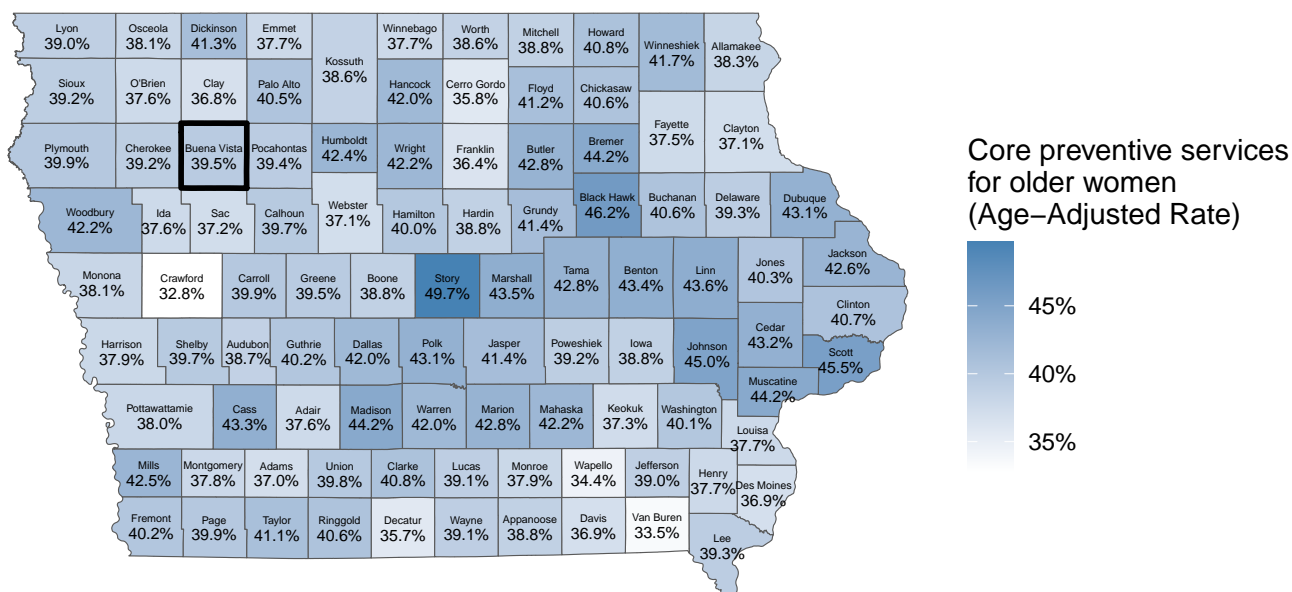 Lyon
39.0%
Osceola
38.1%
Dickinson
41.3%
Emmet
37.7%
Kossuth
38.6%
Winnebago
37.7%
Worth
38.6%
Mitchell
38.8%
Howard
40.8%
Winneshiek
41.7%
Allamakee
38.3%
Sioux
39.2%
O'Brien
37.6%
Clay
36.8%
Palo Alto
40.5%
Hancock
42.0%
Cerro Gordo
35.8%
Floyd
41.2%
Chickasaw
40.6%
Fayette
37.5%
Clayton
37.1%
Plymouth
39.9%
Cherokee
39.2%
Buena Vista
39.5%
Pocahontas
39.4%
Humboldt
42.4%
Wright
42.2%
Franklin
36.4%
Butler
42.8%
Bremer
44.2%
Woodbury
42.2%
Ida
37.6%
Sac
37.2%
Calhoun
39.7%
Webster
37.1%
Hamilton
40.0%
Hardin
38.8%
Grundy
41.4%
Black Hawk
46.2%
Buchanan
40.6%
Delaware
39.3%
Dubuque
43.1%
Monona
38.1%
Crawford
32.8%
Carroll
39.9%
Greene
39.5%
Boone
38.8%
Story
49.7%
Marshall
43.5%
Tama
42.8%
Benton
43.4%
Linn
43.6%
Jones
40.3%
Jackson
42.6%
Clinton
40.7%
Harrison
37.9%
Shelby
39.7%
Audubon
38.7%
Guthrie
40.2%
Dallas
42.0%
Polk
43.1%
Jasper
41.4%
Poweshiek
39.2%
Iowa
38.8%
Johnson
45.0%
Cedar
43.2%
Scott
45.5%
Muscatine
44.2%
Pottawattamie
38.0%
Cass
43.3%
Adair
37.6%
Madison
44.2%
Warren
42.0%
Marion
42.8%
Mahaska
42.2%
Keokuk
37.3%
Washington
40.1%
Louisa
37.7%
Mills
42.5%
Montgomery
37.8%
Adams
37.0%
Union
39.8%
Clarke
40.8%
Lucas
39.1%
Monroe
37.9%
Wapello
34.4%
Jefferson
39.0%
Henry
37.7%
Des Moines
36.9%
Fremont
40.2%
Page
39.9%
Taylor
41.1%
Ringgold
40.6%
Decatur
35.7%
Wayne
39.1%
Appanoose
38.8%
Davis
36.9%
Van Buren
33.5%
Lee
39.3%
Core preventive services
for older women
(Age−Adjusted Rate)
45%
40%
35%